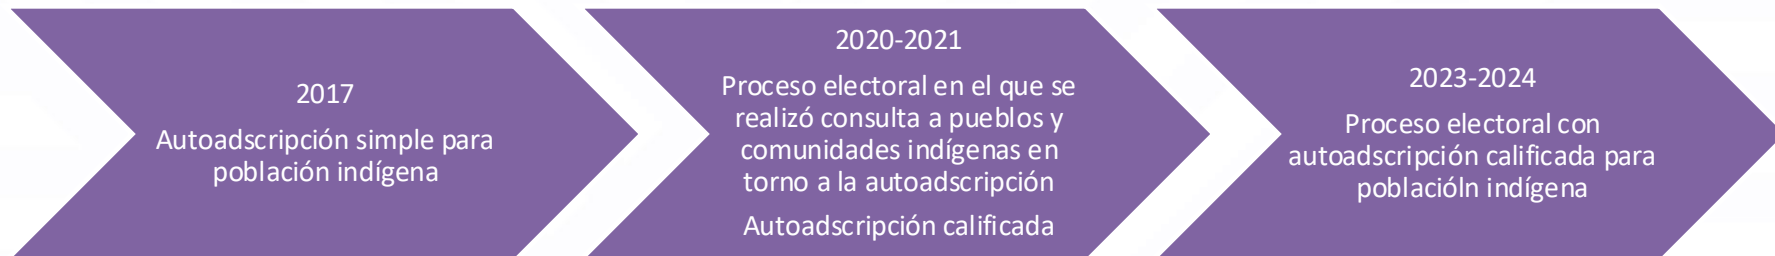 2017
Autoadscripción simple para
población indígena
2020-2021
Proceso electoral en el que se
realizó consulta a pueblos y
comunidades indígenas en
torno a la autoadscripción
Autoadscripción calificada
2023-2024
Proceso electoral con
autoadscripción calificada para
poblacióln indígena